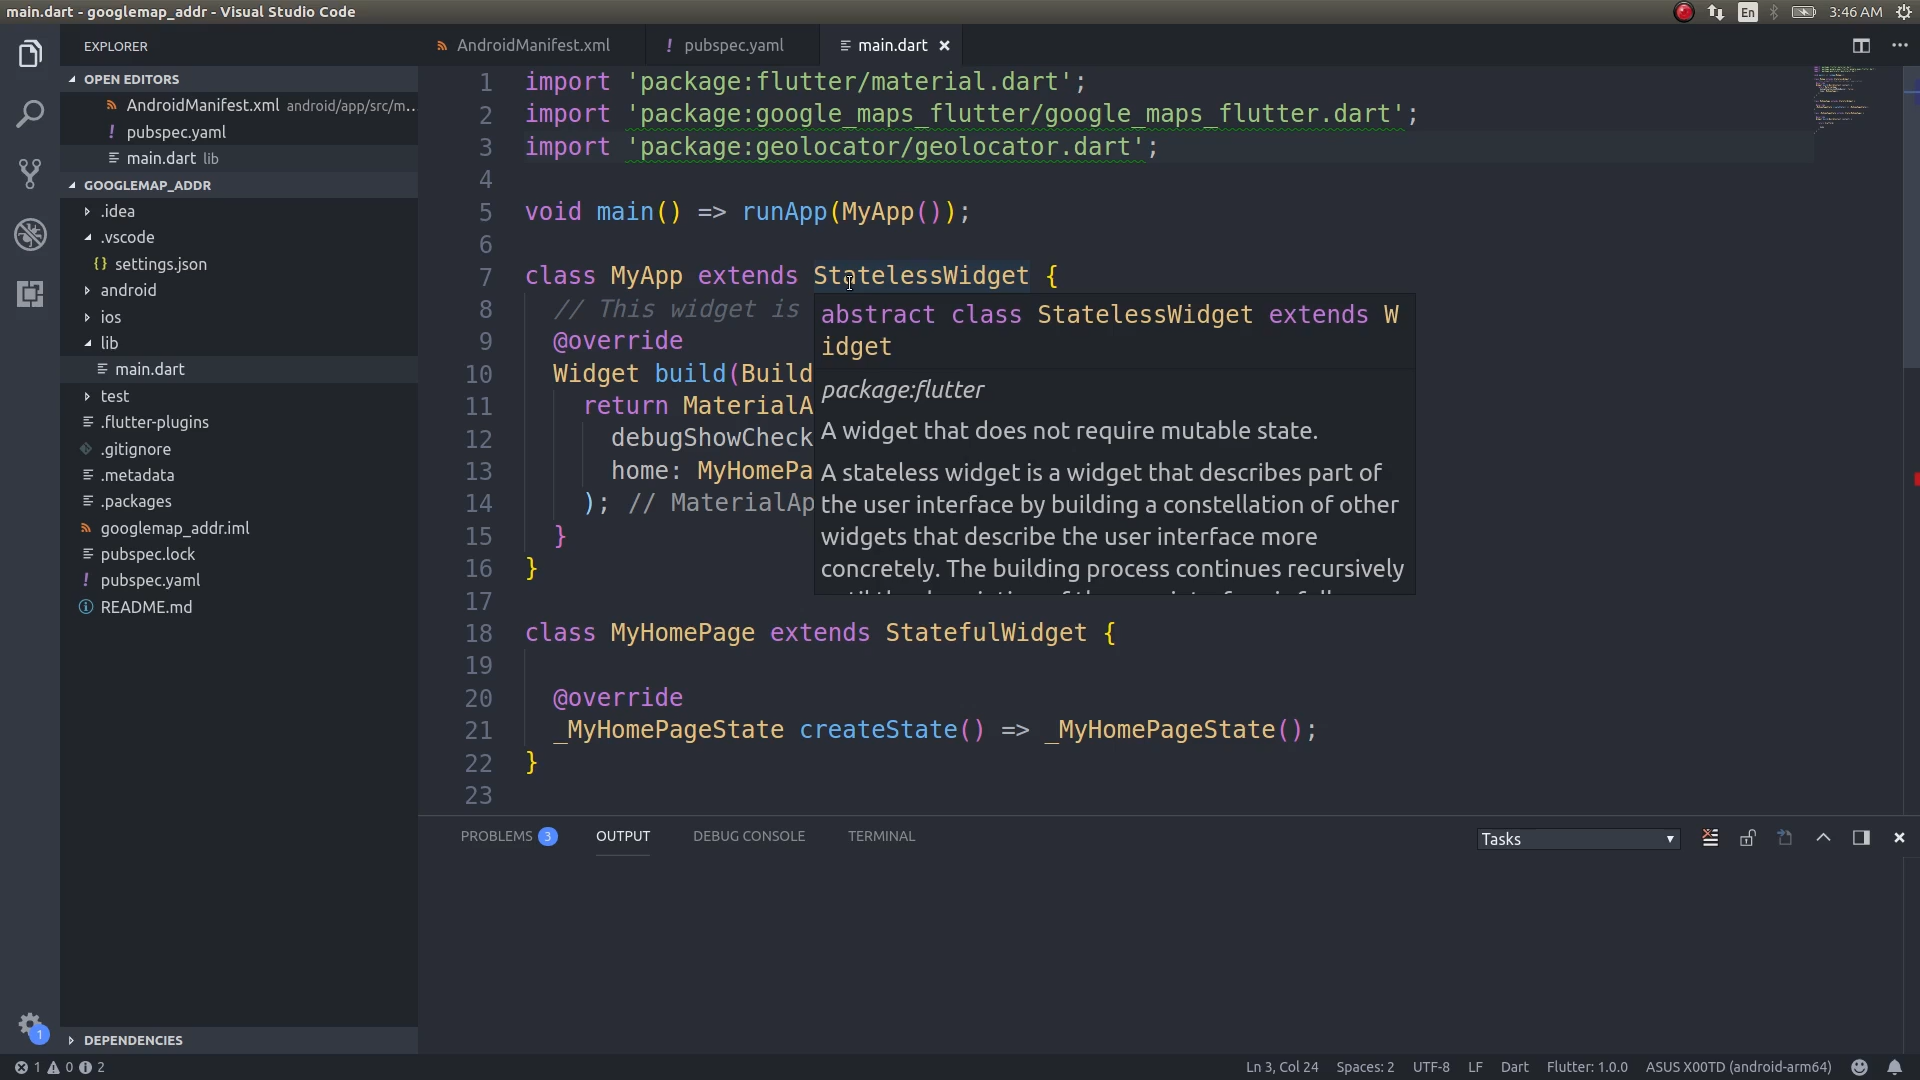 main.dart - googlemap_addr - Visual Studio Code
En
3:46 AM
EXPLORER
OPEN EDITORS
AndroidManifest.xml android/app/src/m...
! pubspec.yaml
main.dart lib
GOOGLEMAP_ADDR
.idea
.vscode
{} settings.json
android
ios
lib
main.dart
test
.flutter-plugins
.gitignore
.metadata
.packages
googlemap_addr.iml
pubspec.lock
! pubspec.yaml
README.md
DEPENDENCIES
AndroidManifest.xml
! pubspec.yaml
main.dart ×
1 import 'package:flutter/material.dart';
2 import 'package:google_maps_flutter/google_maps_flutter.dart';
3 import 'package:geolocator/geolocator.dart';
4
5 void main() => runApp(MyApp());
6
7 class MyApp extends StatelessWidget {
8 // This widget is
9 @override
10 Widget build(Build
11 return MaterialA
12 debugShowCheck
13 home: MyHomePa
14 ); // MaterialAp
15 }
16 }
17
18 class MyHomePage extends StatefulWidget {
19
20 @override
21 _MyHomePageState createState() => _MyHomePageState();
22 }
23
abstract class StatelessWidget extends W
idget
package:flutter
A widget that does not require mutable state.
A stateless widget is a widget that describes part of
the user interface by building a constellation of other
widgets that describe the user interface more
concretely. The building process continues recursively
PROBLEMS 3
OUTPUT
DEBUG CONSOLE
TERMINAL
Tasks
1
1 0 2
Ln 3, Col 24
Spaces: 2
UTF-8
LF
Dart
Flutter: 1.0.0
ASUS X00TD (android-arm64)